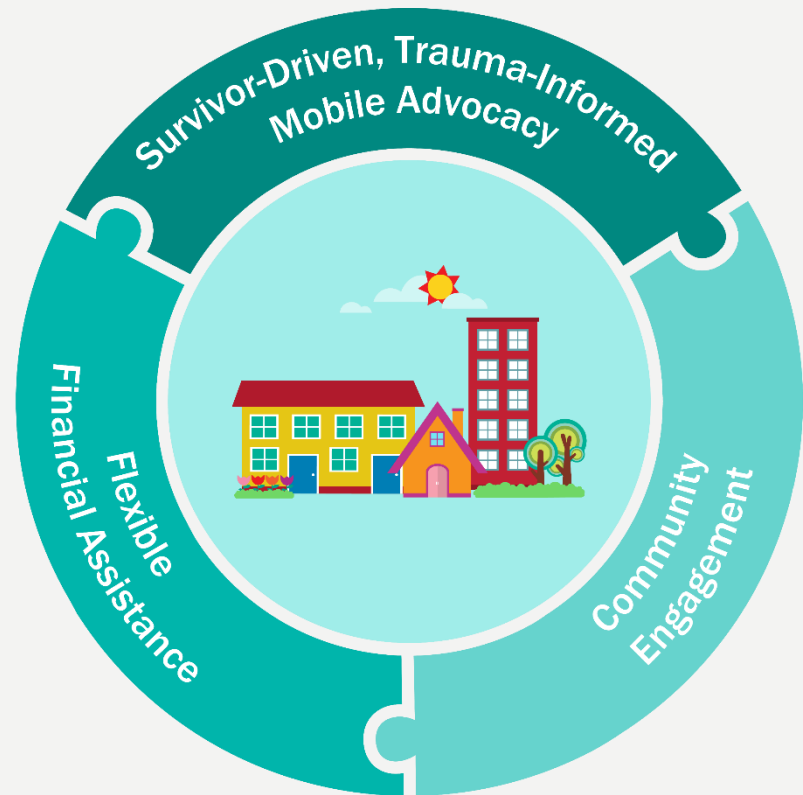 Survivor-Driven, Trauma-Informed
Mobile Advocacy
Flexible
Financial Assistance
Community
Engagement